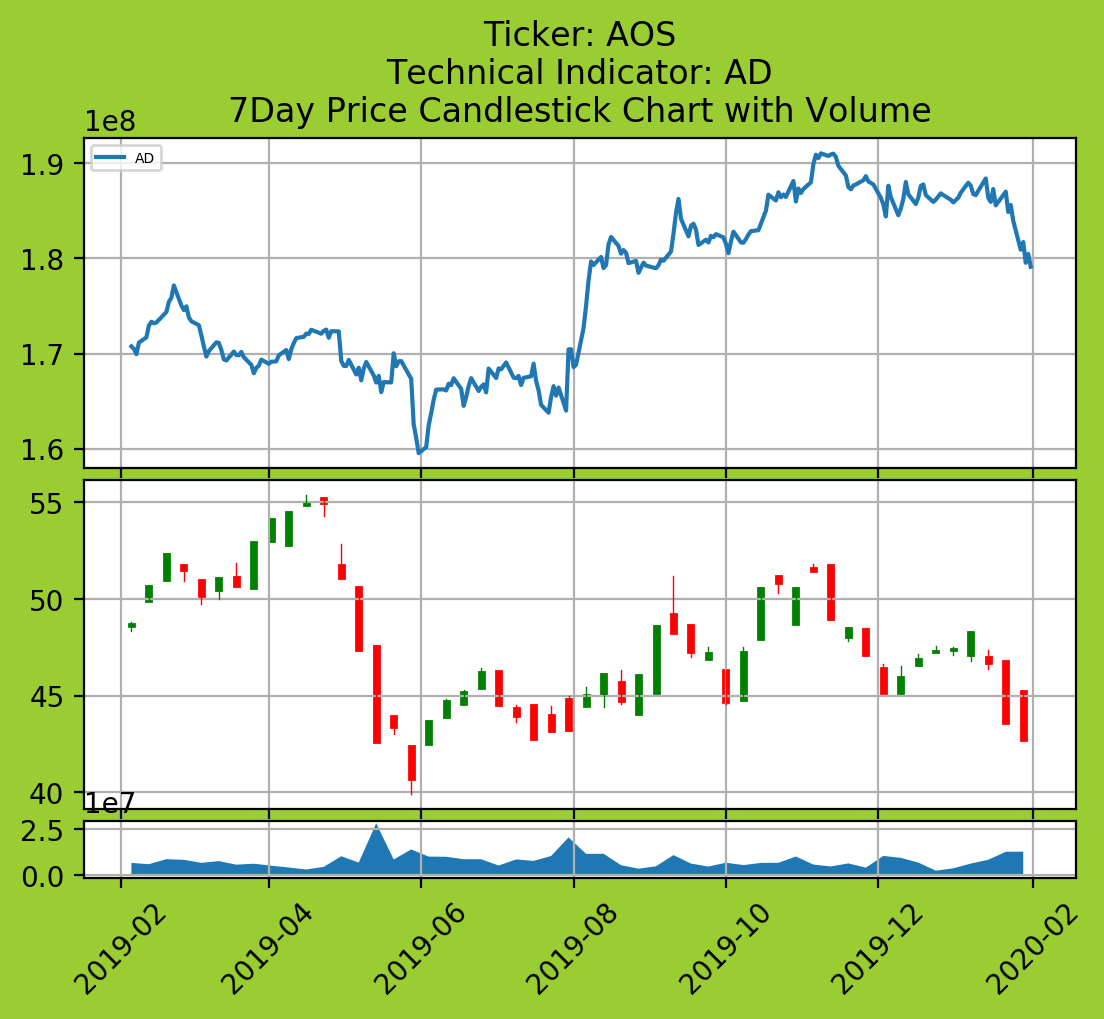 Ticker: AOS
Technical Indicator: AD
7Day Price Candlestick Chart with Volume
1e8
AD
1.9
1.8
1.7
1.6
55
50
45
40
1e7
2.5
0.0
2019-02
2019-04
2019-06
2019-08
2019-10
2019-12
2020-02